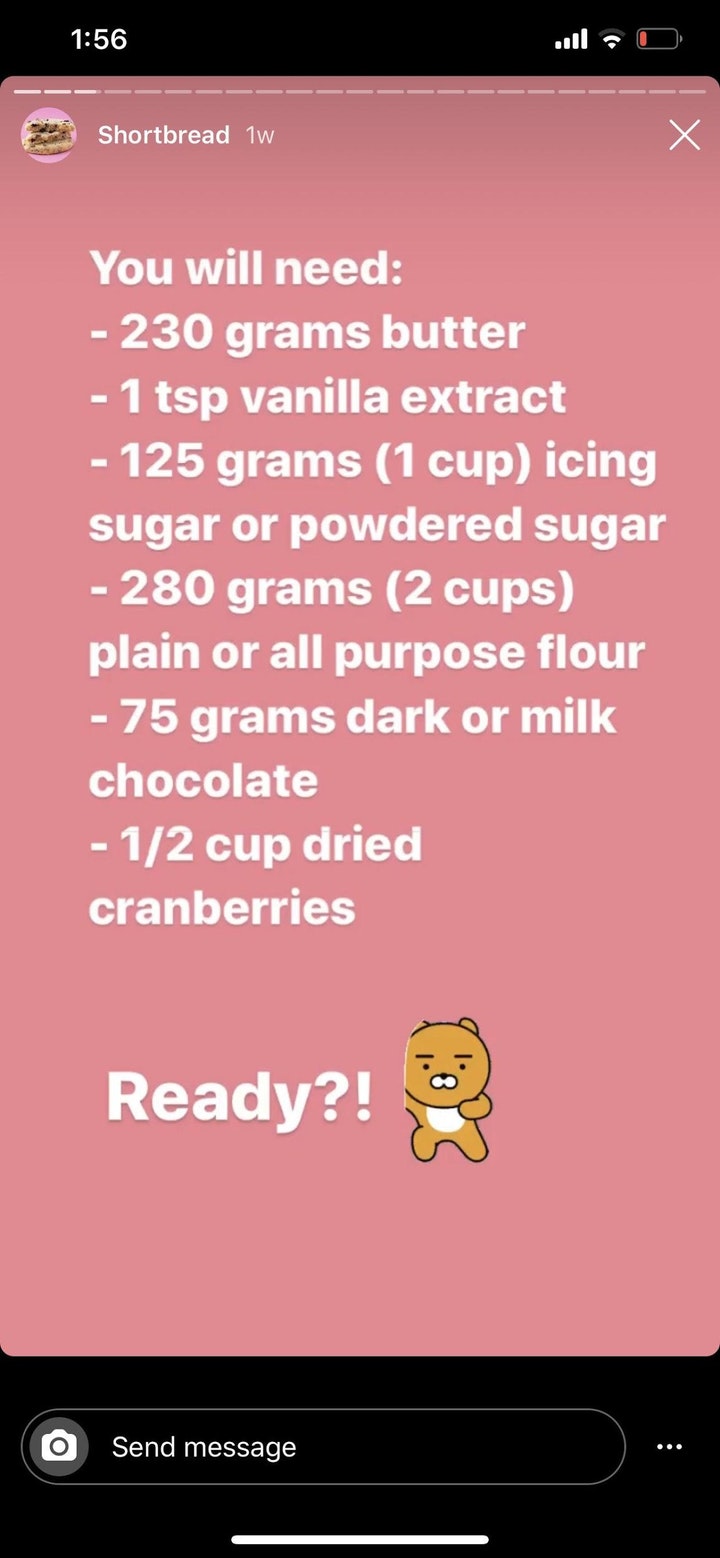 1:56
Shortbread 1w
You will need:
- 230 grams butter
- 1 tsp vanilla extract
- 125 grams (1 cup) icing
sugar or powdered sugar
- 280 grams (2 cups)
plain or all purpose flour
- 75 grams dark or milk
chocolate
- 1/2 cup dried
cranberries
Ready?!
Send message